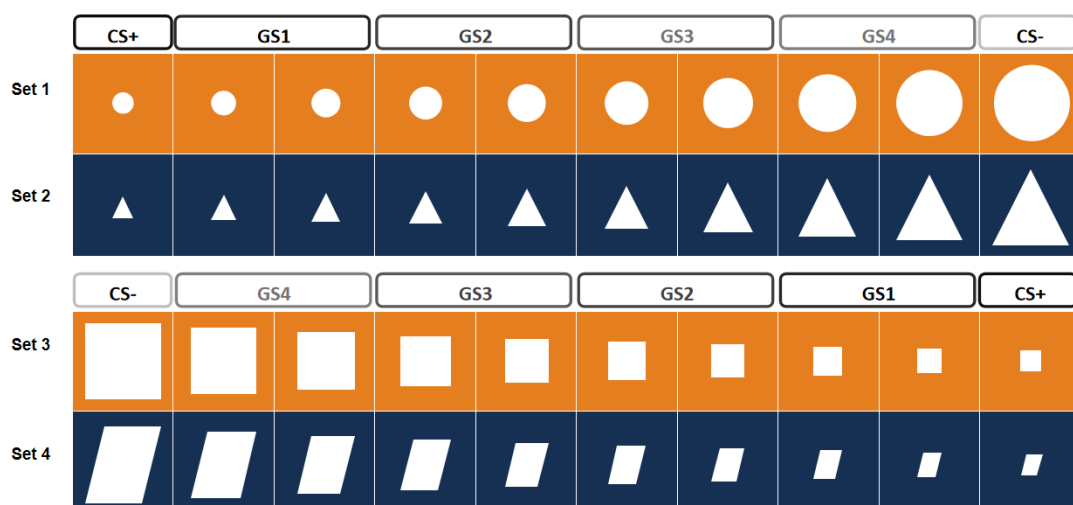 CS+ GS1 GS2 GS3 GS4 CS-
Set 1
Set 2
CS- GS4 GS3 GS2 GS1 CS+
Set 3
Set 4